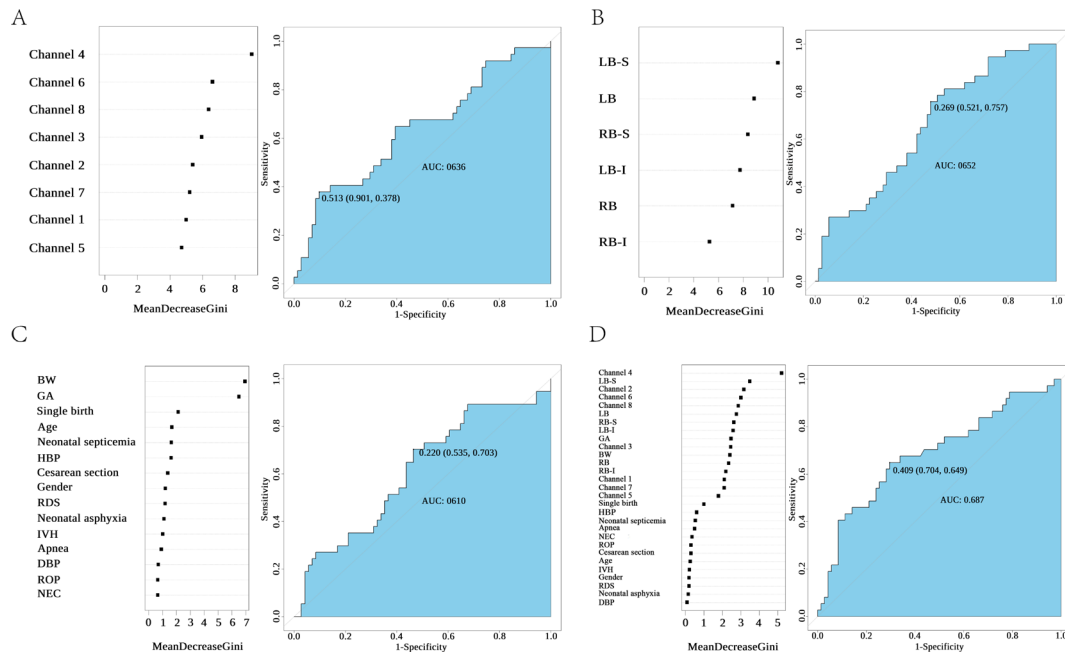 A
Channel 4
Channel 6
Channel 8
Channel 3
Channel 2
Channel 7
Channel 1
Channel 5
0 2 4 6 8
MeanDecreaseGini
Sensitivity
0.0 0.2 0.4 0.6 0.8 1.0
AUC: 0636
0.513 (0.901, 0.378)
0.0 0.2 0.4 0.6 0.8 1.0
1-Specificity
B
LB-S
LB
RB-S
LB-I
RB
RB-I
0 2 4 6 8 10
MeanDecreaseGini
Sensitivity
0.0 0.2 0.4 0.6 0.8 1.0
0.269 (0.521, 0.757)
AUC: 0652
0.0 0.2 0.4 0.6 0.8 1.0
1-Specificity
C
BW
GA
Single birth
Age
Neonatal septicemia
HBP
Cesarean section
Gender
RDS
Neonatal asphyxia
IVH
Apnea
DBP
ROP
NEC
0 1 2 3 4 5 6 7
MeanDecreaseGini
Sensitivity
0.0 0.2 0.4 0.6 0.8 1.0
0.220 (0.535, 0.703)
AUC: 0610
0.0 0.2 0.4 0.6 0.8 1.0
1-Specificity
D
Channel 4
LB-S
Channel 2
Channel 6
Channel 8
LB
RB-S
LB-I
GA
Channel 3
BW
RB
RB-I
Channel 1
Channel 7
Channel 5
Single birth
HBP
Neonatal septicemia
Apnea
NEC
ROP
Cesarean section
Age
IVH
Gender
RDS
Neonatal asphyxia
DBP
0 1 2 3 4 5
MeanDecreaseGini
Sensitivity
0.0 0.2 0.4 0.6 0.8 1.0
0.409 (0.704, 0.649)
AUC: 0.687
0.0 0.2 0.4 0.6 0.8 1.0
1-Specificity